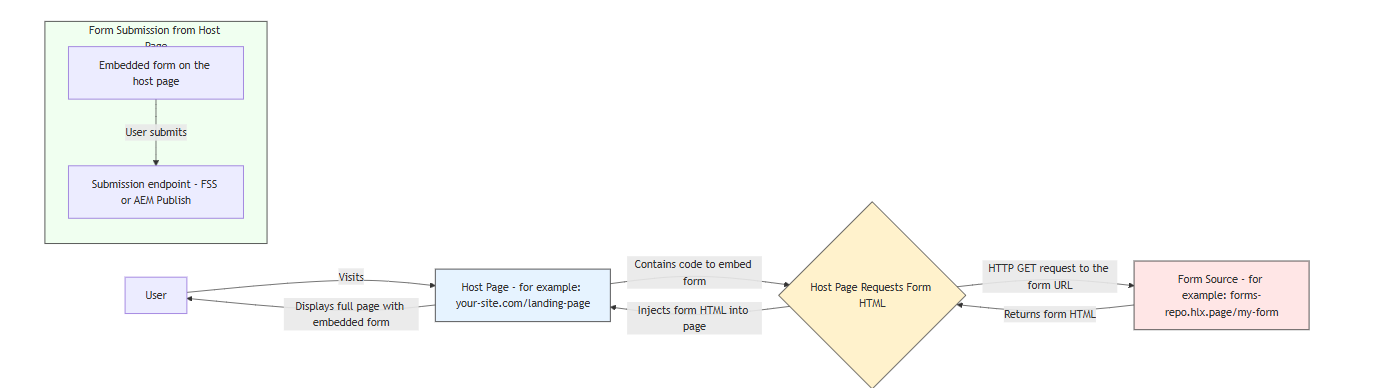 Form Submission from Host
Page
Embedded form on the
host page
User submits
Submission endpoint - FSS
or AEM Publish
User
Visits
Displays full page with
embedded form
Host Page - for example:
your-site.com/landing-page
Contains code to embed
form
Injects form HTML into
page
Host Page Requests Form
HTML
HTTP GET request to the
form URL
Returns form HTML
Form Source - for
example: forms-
repo.hlx.page/my-form